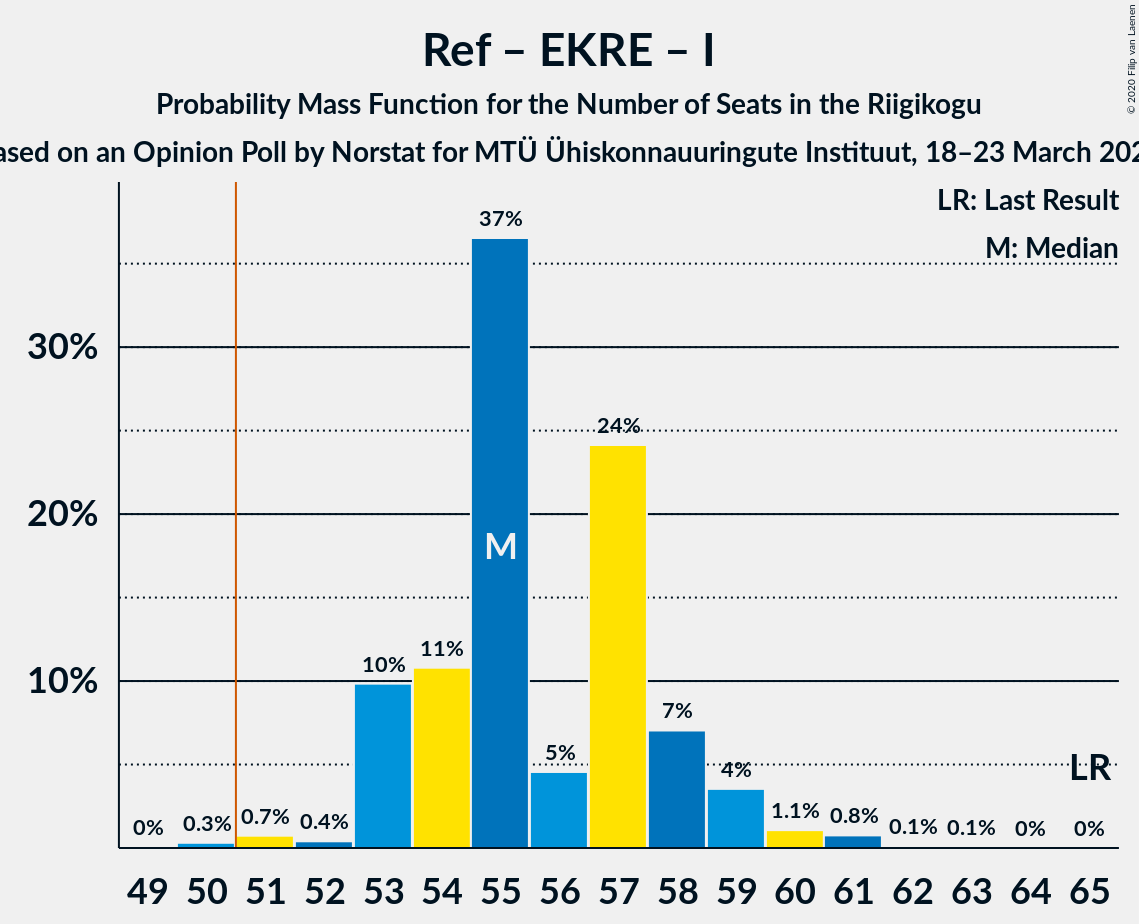 Ref – EKRE – I
Probability Mass Function for the Number of Seats in the Riigikogu
ased on an Opinion Poll by Norstat for MTÜ Ühiskonnauuringute Instituut, 18–23 March 202
© 2020 Filip van Laenen
LR: Last Result
M: Median
30%
20%
10%
0%
0.3%
0.7%
0.4%
10%
11%
37%
5%
24%
7%
4%
1.1%
0.8%
0.1%
0.1%
0%
0%
M
LR
49 50 51 52 53 54 55 56 57 58 59 60 61 62 63 64 65